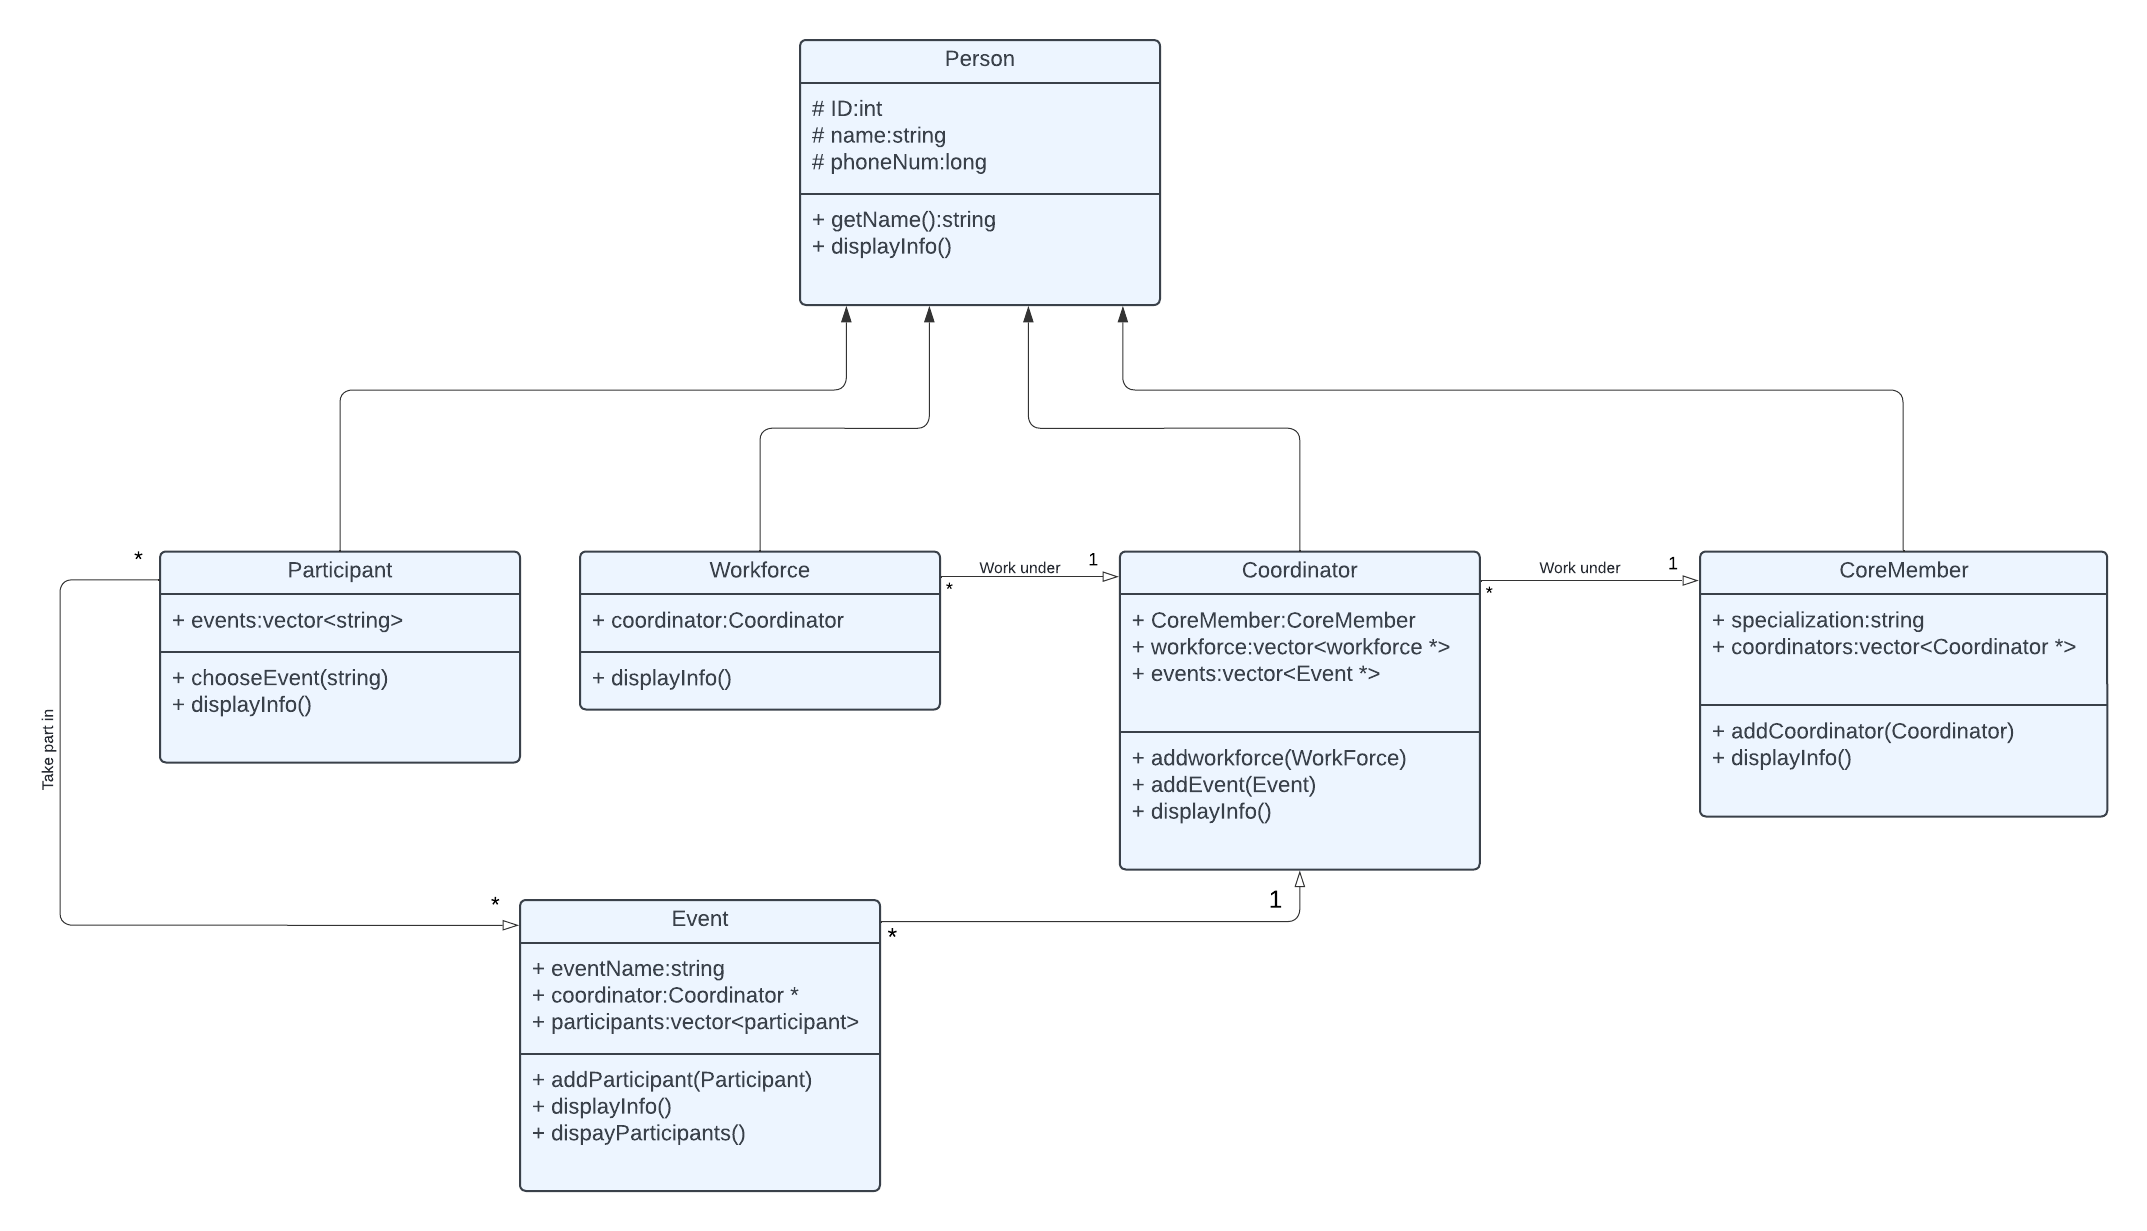 Person
# ID:int
# name:string
# phoneNum:long
+ getName():string
+ displayInfo()
*
Participant
+ events:vector<string>
+ chooseEvent(string)
+ displayInfo()
Workforce
+ coordinator:Coordinator
+ displayInfo()
Work under
1
*
Coordinator
+ CoreMember:CoreMember
+ workforce:vector<workforce *>
+ events:vector<Event *>
+ addworkforce(WorkForce)
+ addEvent(Event)
+ displayInfo()
Work under
1
*
CoreMember
+ specialization:string
+ coordinators:vector<Coordinator *>
+ addCoordinator(Coordinator)
+ displayInfo()
Take part in
*
Event
+ eventName:string
+ coordinator:Coordinator *
+ participants:vector<participant>
+ addParticipant(Participant)
+ displayInfo()
+ dispayParticipants()
*
1